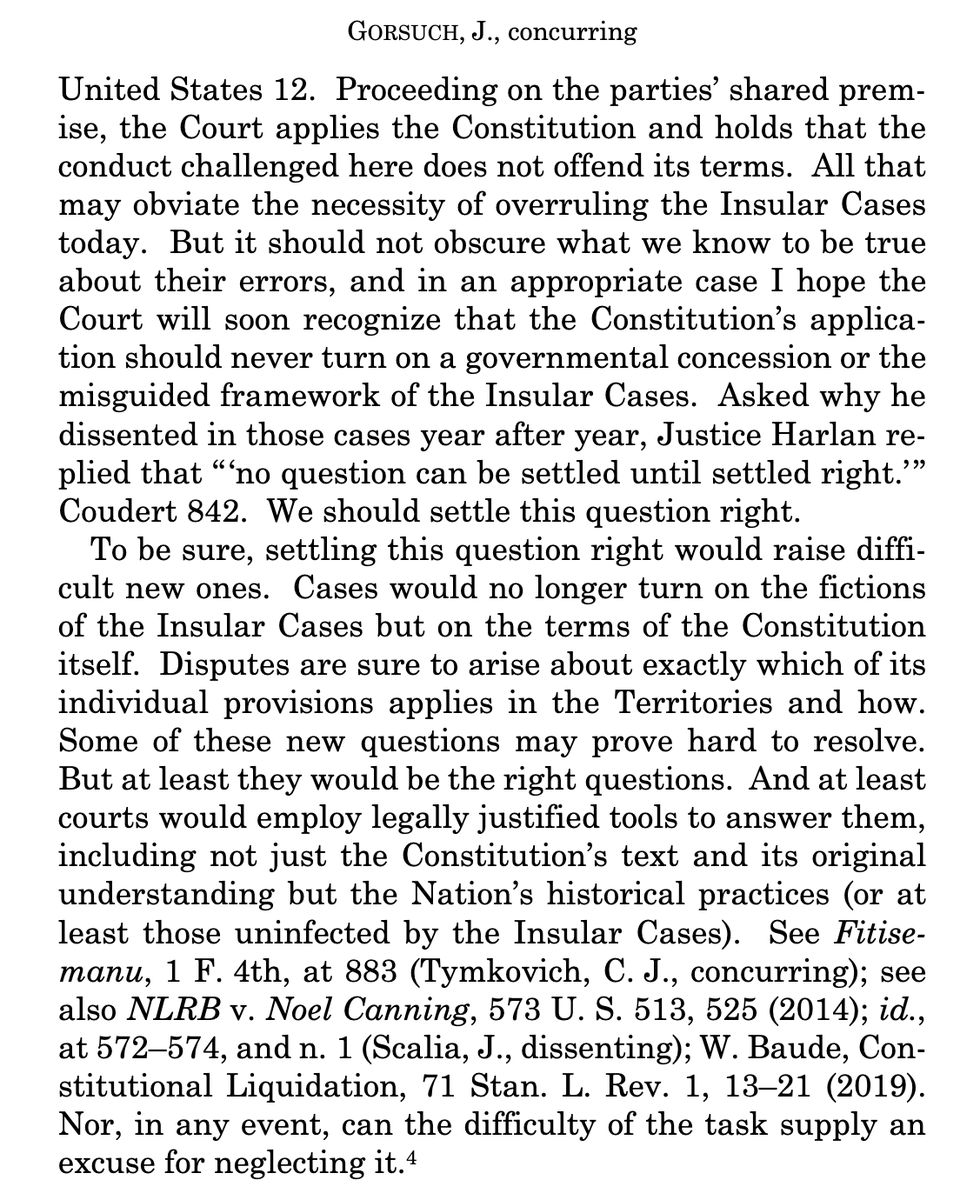 GORSUCH, J., concurring
United States 12.  Proceeding on the parties’ shared prem-
ise, the Court applies the Constitution and holds that the
conduct challenged here does not offend its terms.  All that
may obviate the necessity of overruling the Insular Cases
today.  But it should not obscure what we know to be true
about their errors, and in an appropriate case I hope the
Court will soon recognize that the Constitution’s applica-
tion should never turn on a governmental concession or the
misguided framework of the Insular Cases.  Asked why he
dissented in those cases year after year, Justice Harlan re-
plied that “‘no question can be settled until settled right.’”
Coudert 842.  We should settle this question right.
To be sure, settling this question right would raise diffi-
cult new ones.  Cases would no longer turn on the fictions
of the Insular Cases but on the terms of the Constitution
itself.  Disputes are sure to arise about exactly which of its
individual provisions applies in the Territories and how.
Some of these new questions may prove hard to resolve.
But at least they would be the right questions.  And at least
courts would employ legally justified tools to answer them,
including not just the Constitution’s text and its original
understanding but the Nation’s historical practices (or at
least those uninfected by the Insular Cases).  See Fitise-
manu, 1 F. 4th, at 883 (Tymkovich, C. J., concurring); see
also NLRB v. Noel Canning, 573 U. S. 513, 525 (2014); id.,
at 572–574, and n. 1 (Scalia, J., dissenting); W. Baude, Con-
stitutional Liquidation, 71 Stan. L. Rev. 1, 13–21 (2019).
Nor, in any event, can the difficulty of the task supply an
excuse for neglecting it.⁴